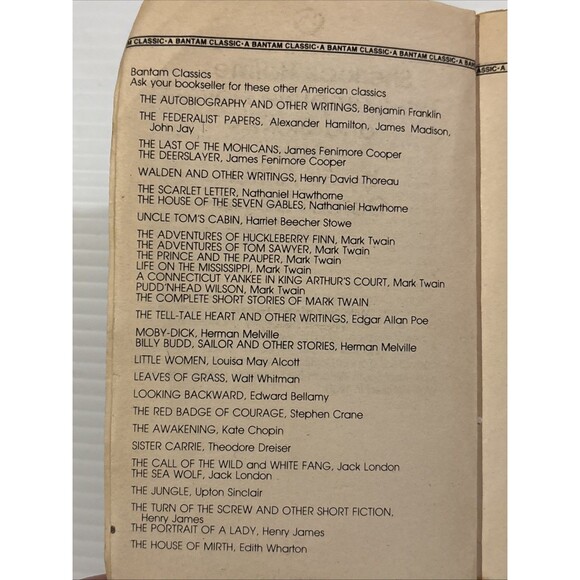 M CLASSIC•A BANTAM CLASSIC•A BANTAM CLASSIC•A BANTAM CLASSIC•A BANTAM CLASSIC•A BANTAM
ASSIC•A
Bantam Classics
Ask your bookseller for these other American classics
THE AUTOBIOGRAPHY AND OTHER WRITINGS, Benjamin Franklin
THE FEDERALIST PAPERS, Alexander Hamilton, James Madison,
John Jay
THE LAST OF THE MOHICANS, James Fenimore Cooper
THE DEERSLAYER, James Fenimore Cooper
WALDEN AND OTHER WRITINGS, Henry David Thoreau
THE SCARLET LETTER, Nathaniel Hawthorne
THE HOUSE OF THE SEVEN GABLES, Nathaniel Hawthorne
UNCLE TOM'S CABIN, Harriet Beecher Stowe
THE ADVENTURES OF HUCKLEBERRY FINN, Mark Twain
THE ADVENTURES OF TOM SAWYER, Mark Twain
THE PRINCE AND THE PAUPER, Mark Twain
LIFE ON THE MISSISSIPPI, Mark Twain
A CONNECTICUT YANKEE IN KING ARTHUR'S COURT, Mark Twain
PUDD'NHEAD WILSON, Mark Twain
THE COMPLETE SHORT STORIES OF MARK TWAIN
THE TELL-TALE HEART AND OTHER WRITINGS, Edgar Allan Poe
MOBY-DICK, Herman Melville
BILLY BUDD, SAILOR AND OTHER STORIES, Herman Melville
LITTLE WOMEN, Louisa May Alcott
LEAVES OF GRASS, Walt Whitman
LOOKING BACKWARD, Edward Bellamy
THE RED BADGE OF COURAGE, Stephen Crane
THE AWAKENING, Kate Chopin
SISTER CARRIE, Theodore Dreiser
THE CALL OF THE WILD and WHITE FANG, Jack London
THE SEA WOLF, Jack London
THE JUNGLE, Upton Sinclair
THE TURN OF THE SCREW AND OTHER SHORT FICTION,
Henry James
THE PORTRAIT OF A LADY, Henry James
THE HOUSE OF MIRTH, Edith Wharton